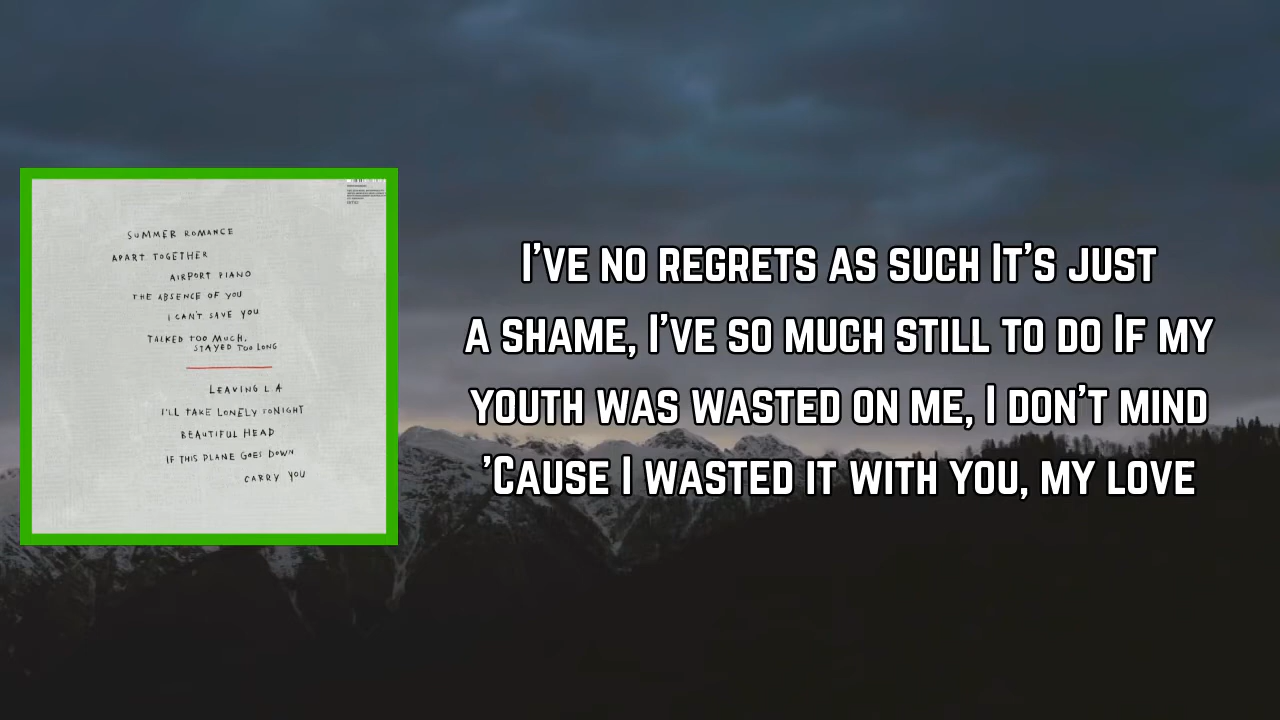 SUMMER ROMANCE
APART TOGETHER
AIRPORT PIANO
THE ABSENCE OF YOU
I CAN'T SAVE YOU
TALKED TOO MUCH,
STAYED TOO LONG
LEAVING LA
I'LL TAKE LONELY TONIGHT
BEAUTIFUL HEAD
IF THIS PLANE GOES DOWN
CARRY YOU
I'VE NO REGRETS AS SUCH IT'S JUST
A SHAME, I'VE SO MUCH STILL TO DO IF MY
YOUTH WAS WASTED ON ME, I DON'T MIND
'CAUSE I WASTED IT WITH YOU, MY LOVE